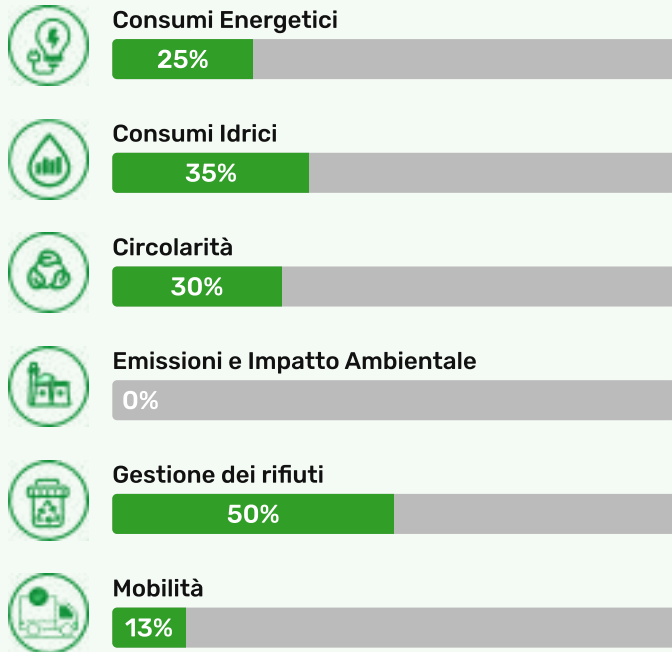 Consumi Energetici
25%
Consumi Idrici
35%
Circolarità
30%
Emissioni e Impatto Ambientale
0%
Gestione dei rifiuti
50%
Mobilità
13%